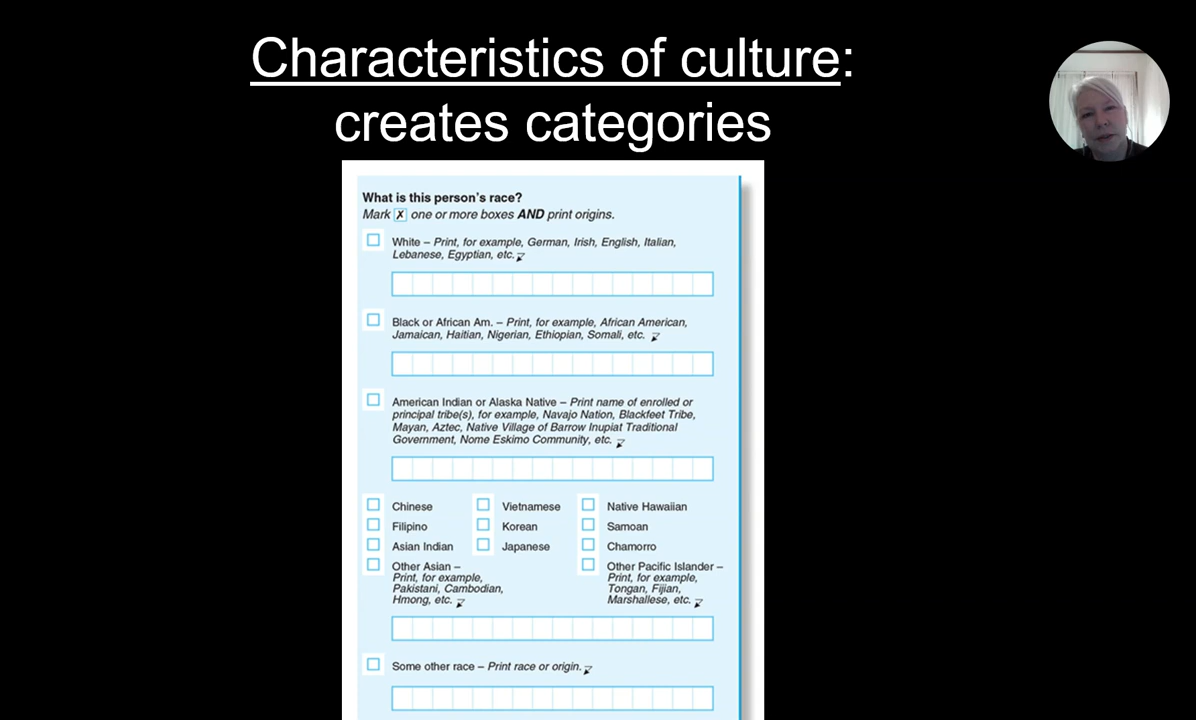 Characteristics of culture:
creates categories
What is this person's race?
Mark X one or more boxes AND print origins.
White – Print, for example, German, Irish, English, Italian,
Lebanese, Egyptian, etc.
Black or African Am. – Print, for example, African American,
Jamaican, Haitian, Nigerian, Ethiopian, Somali, etc.
American Indian or Alaska Native – Print name of enrolled or
principal tribe(s), for example, Navajo Nation, Blackfeet Tribe,
Mayan, Aztec, Native Village of Barrow Inupiat Traditional
Government, Nome Eskimo Community, etc.
Chinese Vietnamese Native Hawaiian
Filipino Korean Samoan
Asian Indian Japanese Chamorro
Other Asian – Other Pacific Islander –
Print, for example, Print, for example,
Pakistani, Cambodian, Tongan, Fijian,
Hmong, etc. Marshallese, etc.
Some other race – Print race or origin.